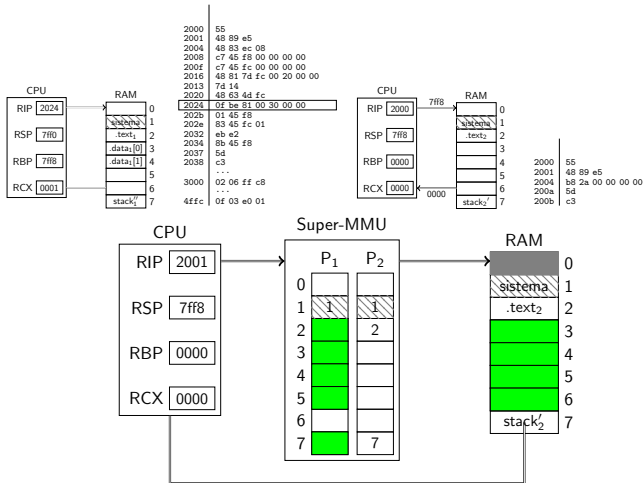 CPU
RIP 2024
RSP 7ff0
RBP 7ff8
RCX 0001
RAM
0
sistema 1
.text₁ 2
.data₁[0] 3
.data₁[1] 4
5
6
stack₁″ 7
2000 55
2001 48 89 e5
2004 48 83 ec 08
2008 c7 45 f8 00 00 00 00
200f c7 45 fc 00 00 00 00
2016 48 81 7d fc 00 20 00 00
2013 7d 14
2020 48 63 4d fc
2024 0f be 81 00 30 00 00
202b 01 45 f8
202e 83 45 fc 01
2032 eb e2
2034 8b 45 f8
2037 5d
2038 c3
...
3000 02 06 ff c8
...
4ffc 0f 03 e0 01
CPU
RIP 2000
RSP 7ff8
RBP 0000
RCX 0000
7ff8
0000
RAM
0
sistema 1
.text₂ 2
3
4
5
6
stack₂′ 7
2000 55
2001 48 89 e5
2004 b8 2a 00 00 00 00
200a 5d
200b c3
CPU
RIP 2001
RSP 7ff8
RBP 0000
RCX 0000
Super-MMU
P₁ P₂
0
1 1 1
2 2
3
4
5
6
7 7
RAM
0
sistema 1
.text₂ 2
3
4
5
6
stack₂′ 7